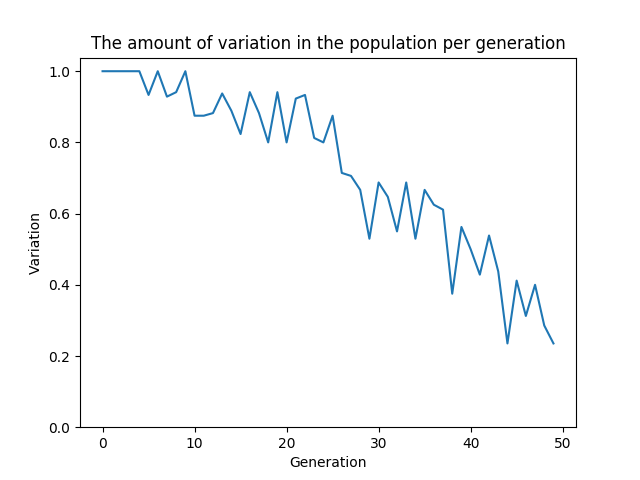 The amount of variation in the population per generation
1.0
0.8
0.6
0.4
0.2
0.0
Variation
0 10 20 30 40 50
Generation